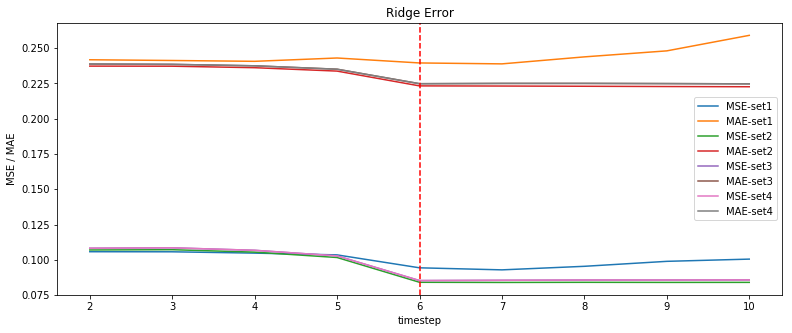 Ridge Error
MSE / MAE
0.250
0.225
0.200
0.175
0.150
0.125
0.100
0.075
MSE-set1
MAE-set1
MSE-set2
MAE-set2
MSE-set3
MAE-set3
MSE-set4
MAE-set4
2 3 4 5 6 7 8 9 10
timestep